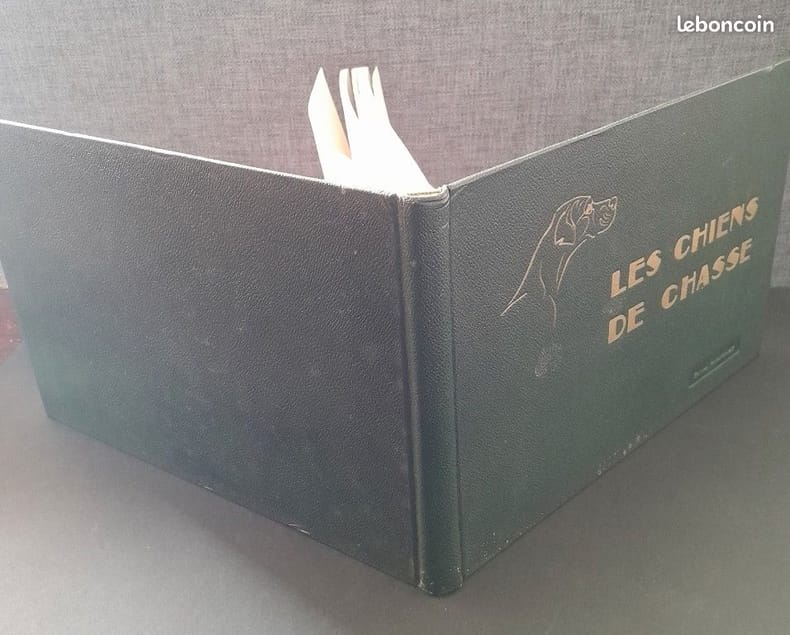 leboncoin
LES CHIENS
DE CHASSE